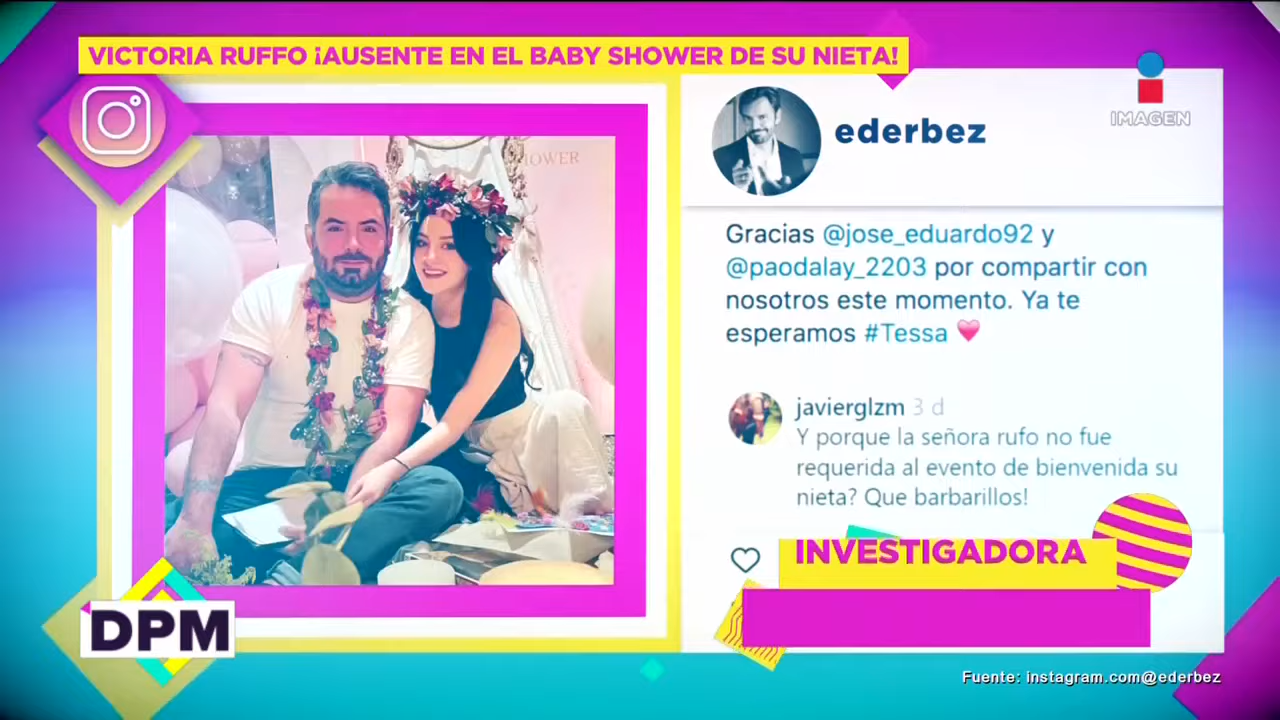 VICTORIA RUFFO ¡AUSENTE EN EL BABY SHOWER DE SU NIETA!
IMAGEN
HOWER
ederbez
Gracias @jose_eduardo92 y
@paodalay_2203 por compartir con
nosotros este momento. Ya te
esperamos #Tessa
javierglzm 3 d
Y porque la señora rufo no fue
requerida al evento de bienvenida su
nieta? Que barbarillos!
INVESTIGADORA
DPM
Fuente: instagram.com@ederbez